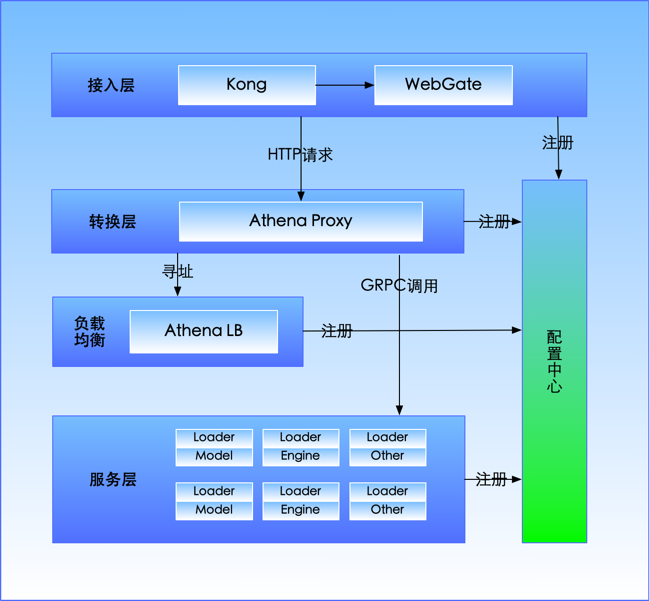 接入层
Kong
WebGate
HTTP请求
注册
转换层
Athena Proxy
注册
寻址
GRPC调用
负载
均衡
Athena LB
注册
配置中心
服务层
Loader
Model
Loader
Engine
Loader
Other
Loader
Model
Loader
Engine
Loader
Other
注册